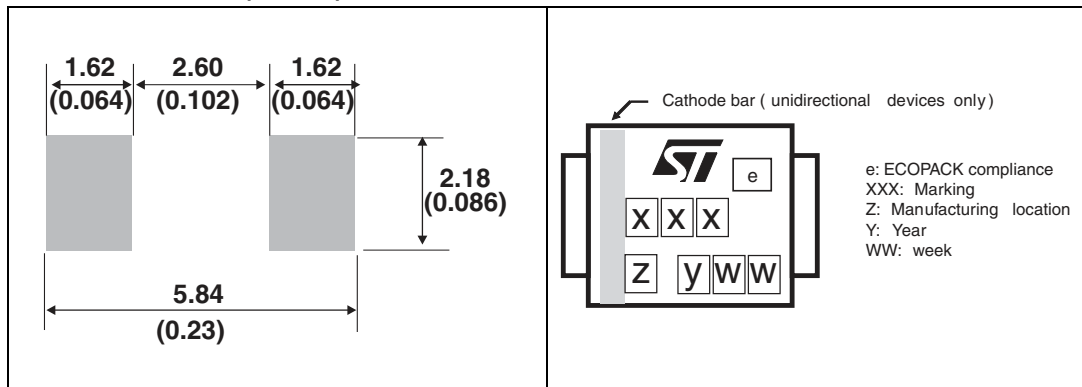 1.62 2.60 1.62
(0.064) (0.102) (0.064)
2.18
(0.086)
5.84
(0.23)
Cathode bar ( unidirectional devices only )
ST
e
x x x
z y w w
e: ECOPACK compliance
XXX: Marking
Z: Manufacturing location
Y: Year
WW: week